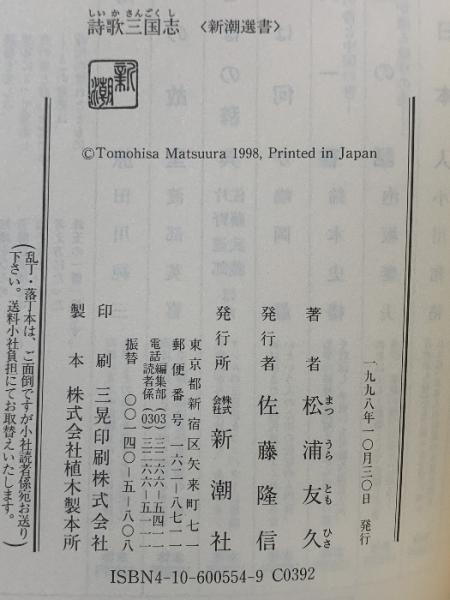 しいかさんごくし
詩歌三国志 〈新潮選書〉
新潮
©Tomohisa Matsuura 1998, Printed in Japan
一九九八年一〇月三〇日 発行
著者 松浦友久
まつ うら とも ひさ
発行者 佐藤隆信
発行所 株式会社 新潮社
東京都新宿区矢来町七一
郵便番号 一六二―八七一一
電話 編集部 (03) 三二六六―五四一一
読者係 (03) 三二六六―五一一一
振替 〇〇一四〇―五―八〇八
印刷 三晃印刷株式会社
製本 株式会社植木製本所
(乱丁・落丁本は、ご面倒ですが小社読者係宛お送り
下さい。送料小社負担にてお取替えいたします。)
ISBN4-10-600554-9 C0392